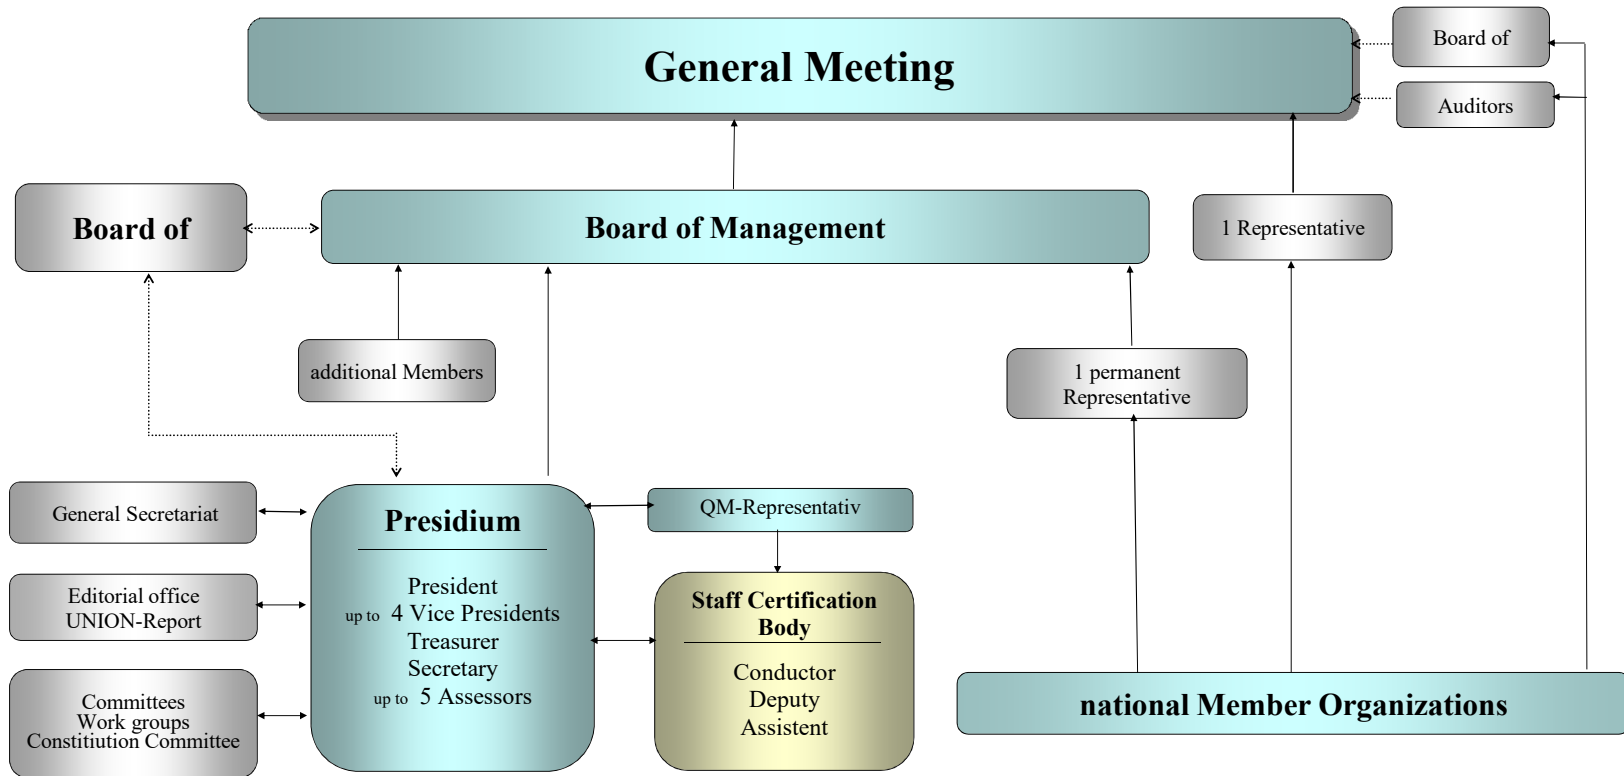 General Meeting
Board of
Auditors
Board of
Board of Management
1 Representative
additional Members
1 permanent
Representative
General Secretariat
Presidium
QM-Representativ
President
up to 4 Vice Presidents
Treasurer
Secretary
up to 5 Assessors
Editorial office
UNION-Report
Staff Certification
Body
Conductor
Deputy
Assistent
Committees
Work groups
Constitiution Committee
national Member Organizations